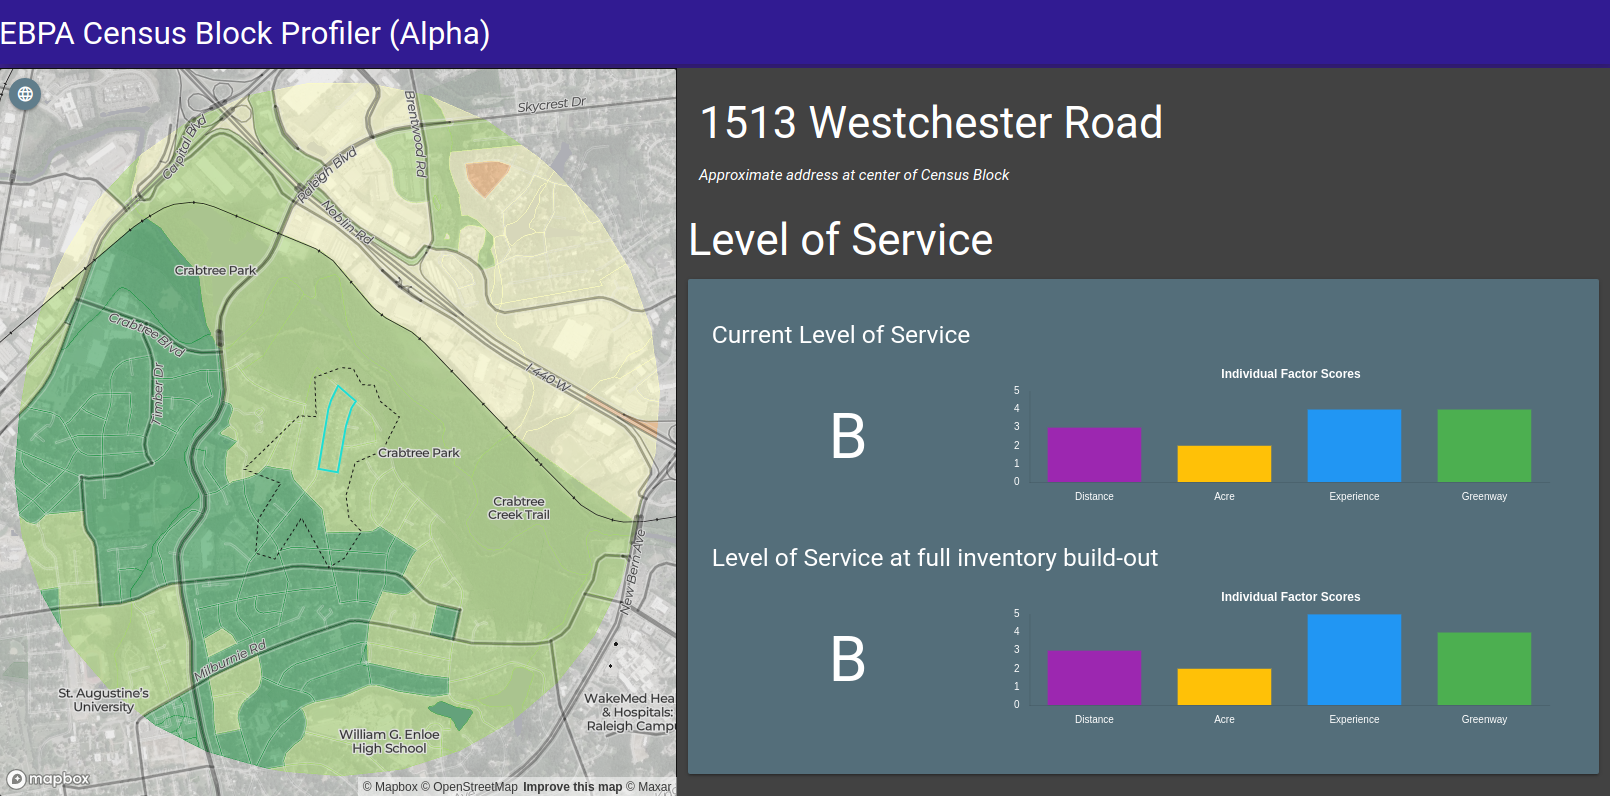 EBPA Census Block Profiler (Alpha)
Skycrest Dr
Brentwood Rd
Capital Blvd
Raleigh Blvd
Noblin Rd
Crabtree Park
Crabtree Blvd
Timber Dr
I 440 W
Crabtree Park
Crabtree
Creek Trail
New Bern Ave
Milburnie Rd
St. Augustine's
University
WakeMed Hea
& Hospitals:
Raleigh Camp
William G. Enloe
High School
mapbox
© Mapbox © OpenStreetMap Improve this map © Maxar
1513 Westchester Road
Approximate address at center of Census Block
Level of Service
Current Level of Service
B
Individual Factor Scores
5
4
3
2
1
0
Distance Acre Experience Greenway
Level of Service at full inventory build-out
B
Individual Factor Scores
5
4
3
2
1
0
Distance Acre Experience Greenway